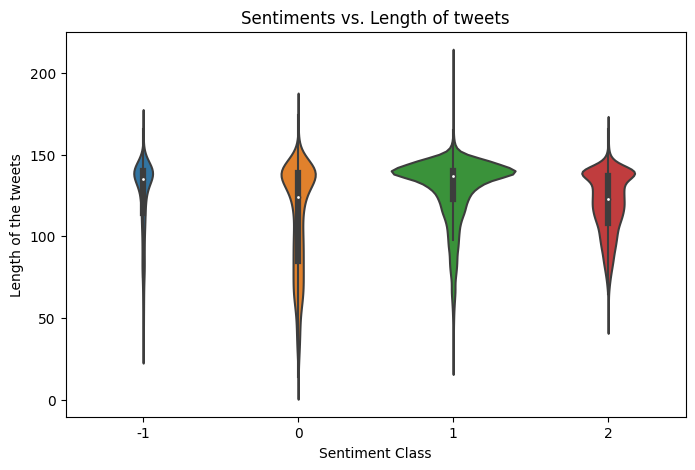 Sentiments vs. Length of tweets
Length of the tweets
200
150
100
50
0
-1 0 1 2
Sentiment Class